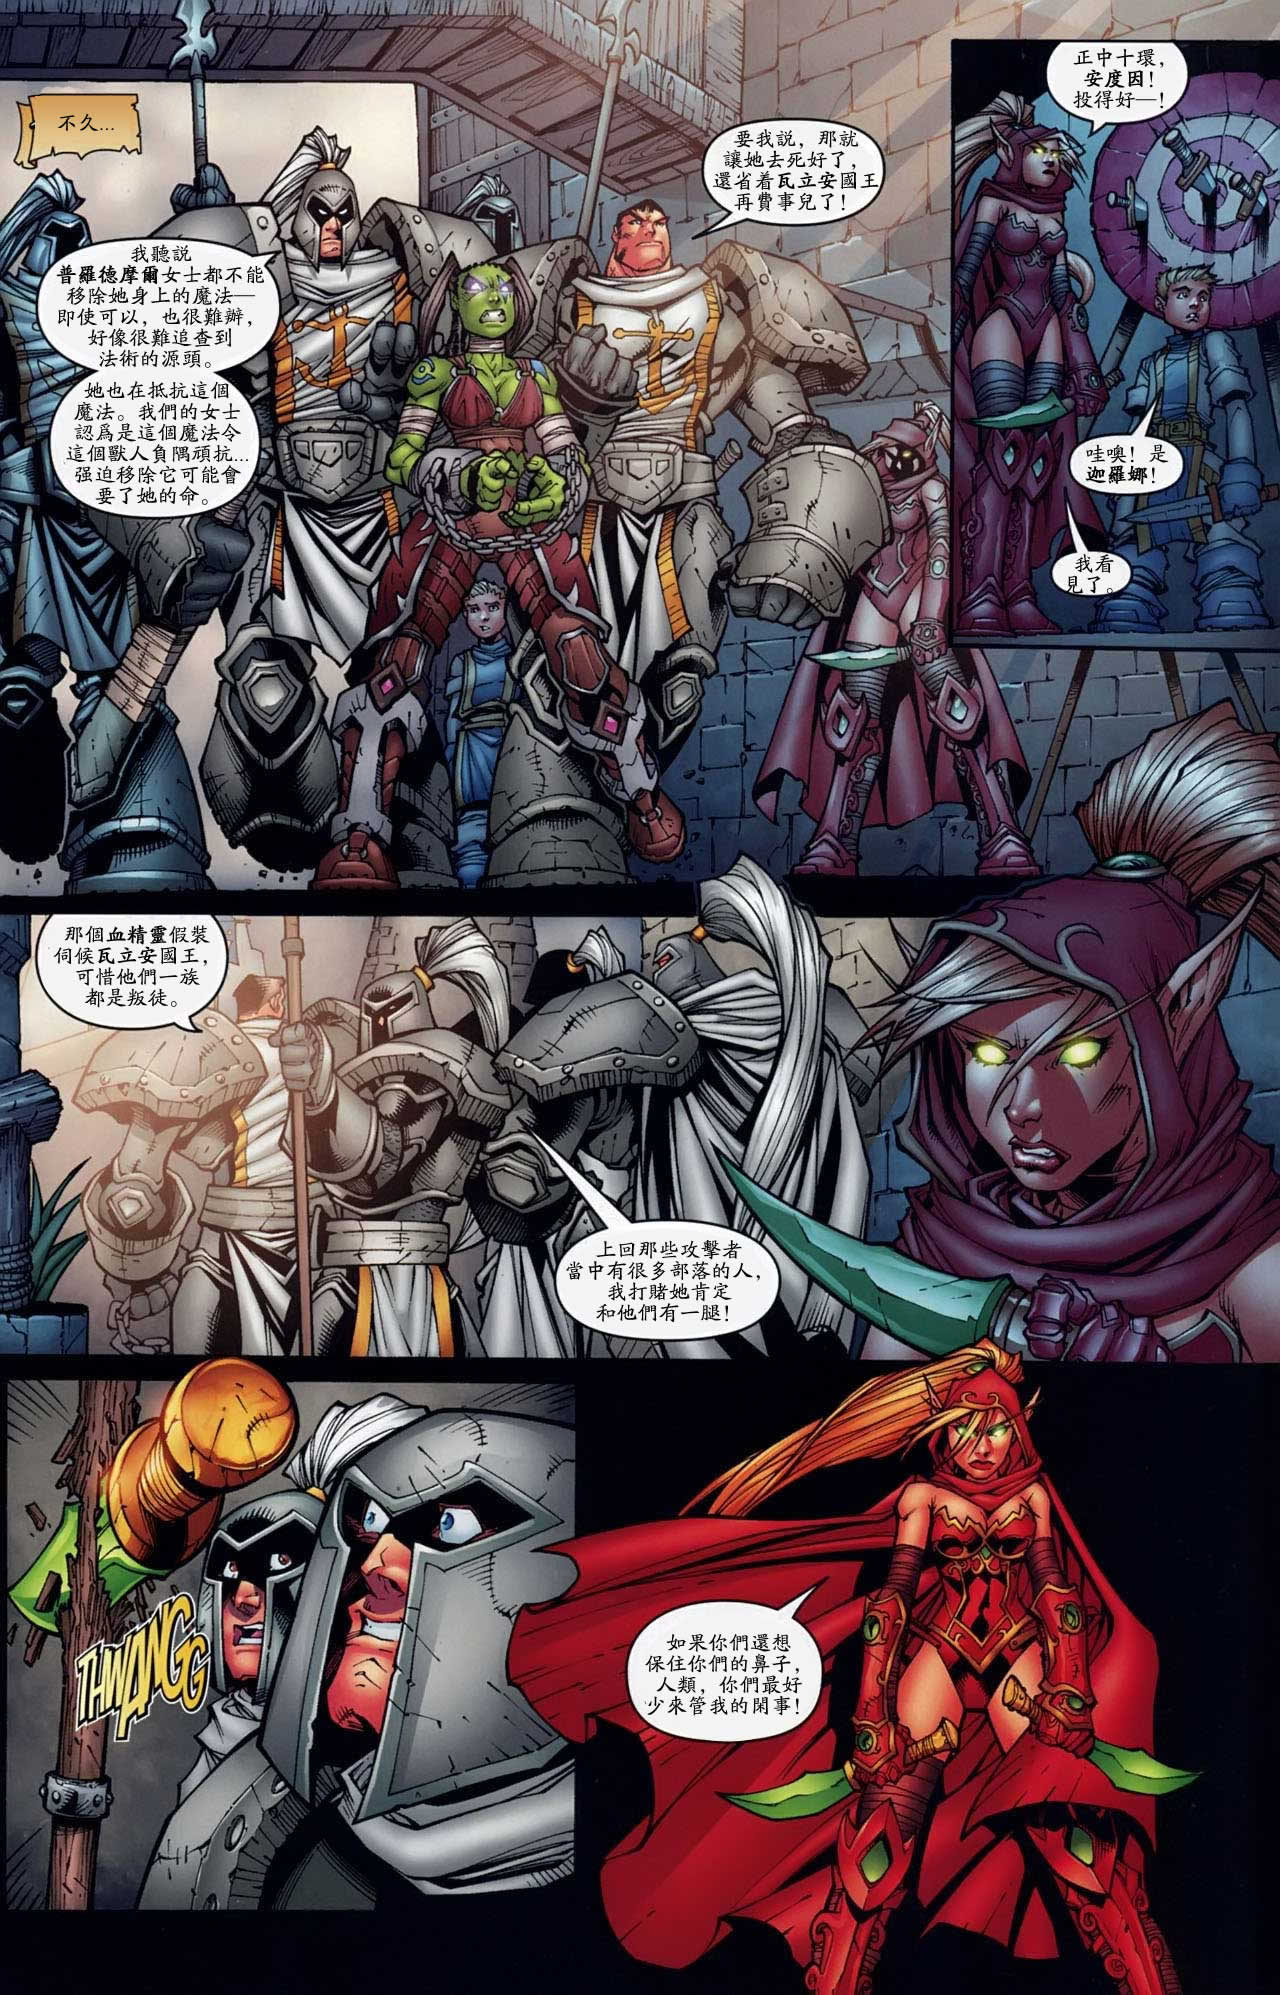 不久...
我聽説
普羅德摩爾女士都不能
移除她身上的魔法—
即使可以，也很難辦，
好像很難追查到
法術的源頭。
她也在抵抗這個
魔法。我們的女士
認爲是這個魔法令
這個獸人負隅頑抗...
强迫移除它可能會
要了她的命。
要我説，那就
讓她去死好了，
還省着瓦立安國王
再費事兒了！
正中十環，
安度因！
投得好—！
哇噢！是
迦羅娜！
我看
見了。
那個血精靈假裝
伺候瓦立安國王，
可惜他們一族
都是叛徒。
上回那些攻擊者
當中有很多部落的人，
我打賭她肯定
和他們有一腿！
THWANGG
如果你們還想
保住你們的鼻子，
人類，你們最好
少來管我的閑事！